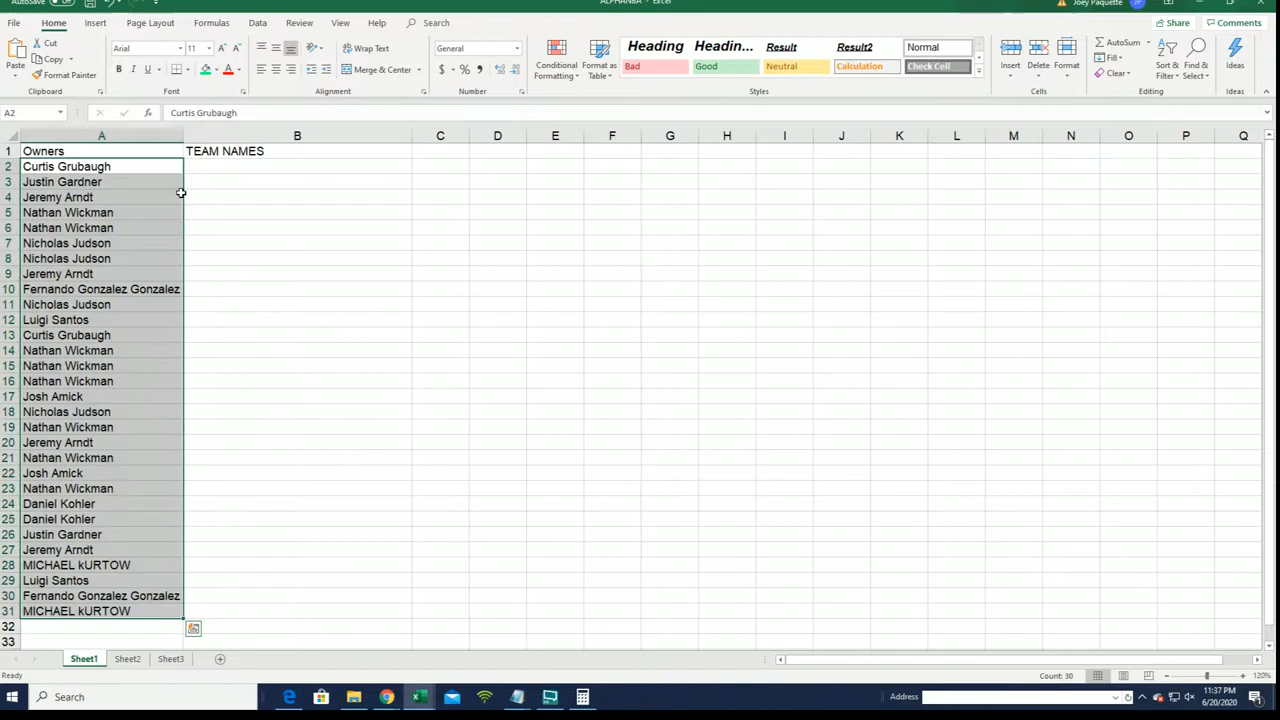 AutoSave Off ALPHANBA - Excel Joey Paquette JP
File Home Insert Page Layout Formulas Data Review View Help Search Share Comments
Paste Cut Copy Format Painter Clipboard
Arial 11 A A B I U A Font
Wrap Text Merge & Center Alignment
General $ % , Number
Conditional Formatting Format as Table
Heading Headin... Result Result2 Normal
Bad Good Neutral Calculation Check Cell
Styles
Insert Delete Format Cells
AutoSum Fill Clear Sort & Filter Find & Select Editing
Ideas Ideas
A2 fx Curtis Grubaugh
A B C D E F G H I J K L M N O P Q
1 Owners TEAM NAMES
2 Curtis Grubaugh
3 Justin Gardner
4 Jeremy Arndt
5 Nathan Wickman
6 Nathan Wickman
7 Nicholas Judson
8 Nicholas Judson
9 Jeremy Arndt
10 Fernando Gonzalez Gonzalez
11 Nicholas Judson
12 Luigi Santos
13 Curtis Grubaugh
14 Nathan Wickman
15 Nathan Wickman
16 Nathan Wickman
17 Josh Amick
18 Nicholas Judson
19 Nathan Wickman
20 Jeremy Arndt
21 Nathan Wickman
22 Josh Amick
23 Nathan Wickman
24 Daniel Kohler
25 Daniel Kohler
26 Justin Gardner
27 Jeremy Arndt
28 MICHAEL kURTOW
29 Luigi Santos
30 Fernando Gonzalez Gonzalez
31 MICHAEL kURTOW
32
33
Sheet1 Sheet2 Sheet3
Ready Count: 30 120%
Search Address 11:37 PM
6/20/2020